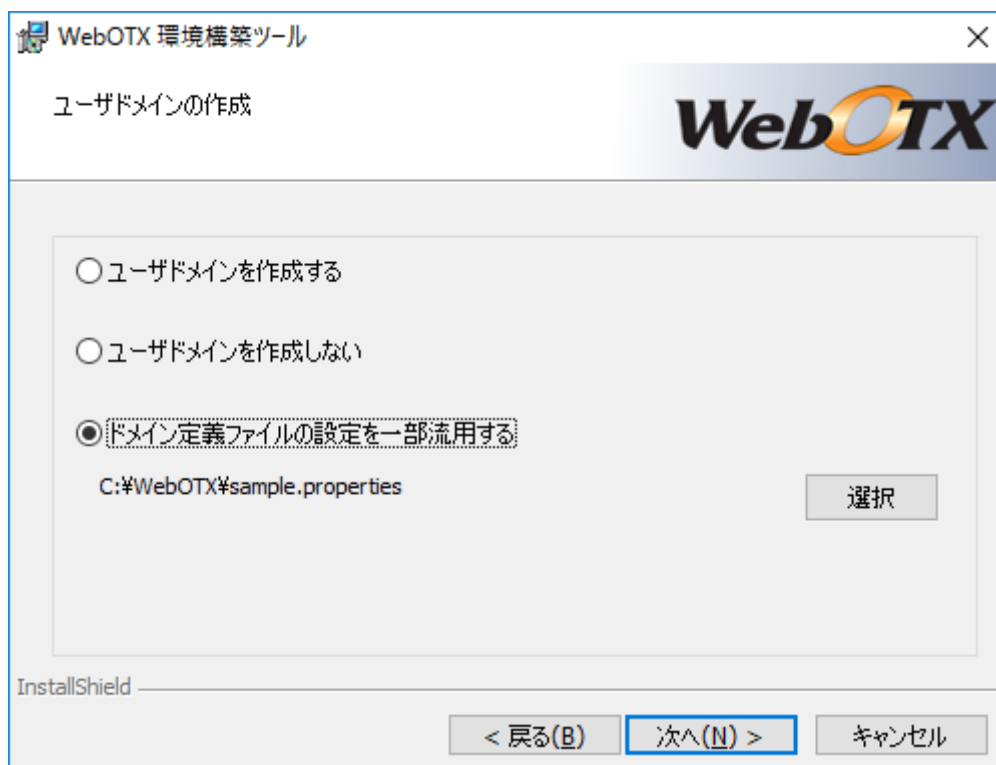 WebOTX 環境構築ツール
ユーザドメインの作成
WebOTX
ユーザドメインを作成する
ユーザドメインを作成しない
ドメイン定義ファイルの設定を一部流用する
C:¥WebOTX¥sample.properties
選択
InstallShield
< 戻る(B)
次へ(N) >
キャンセル